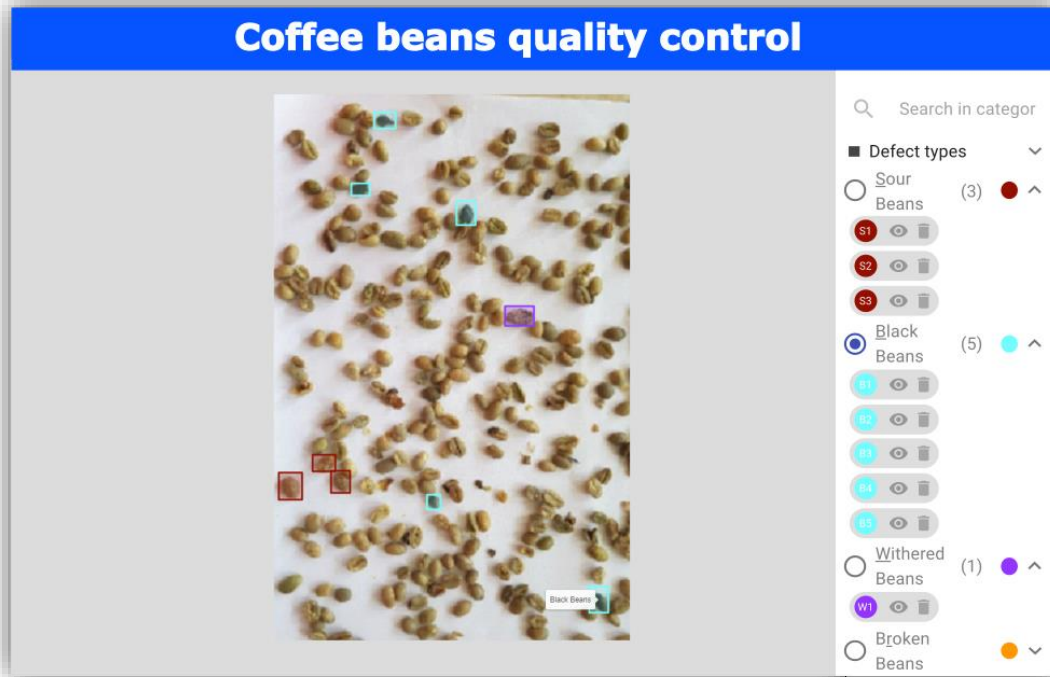 Coffee beans quality control
Search in categor
Defect types
Sour
Beans
(3)
S1
S2
S3
Black
Beans
(5)
B1
B2
B3
B4
B5
Withered
Beans
(1)
W1
Broken
Beans
Black Beans